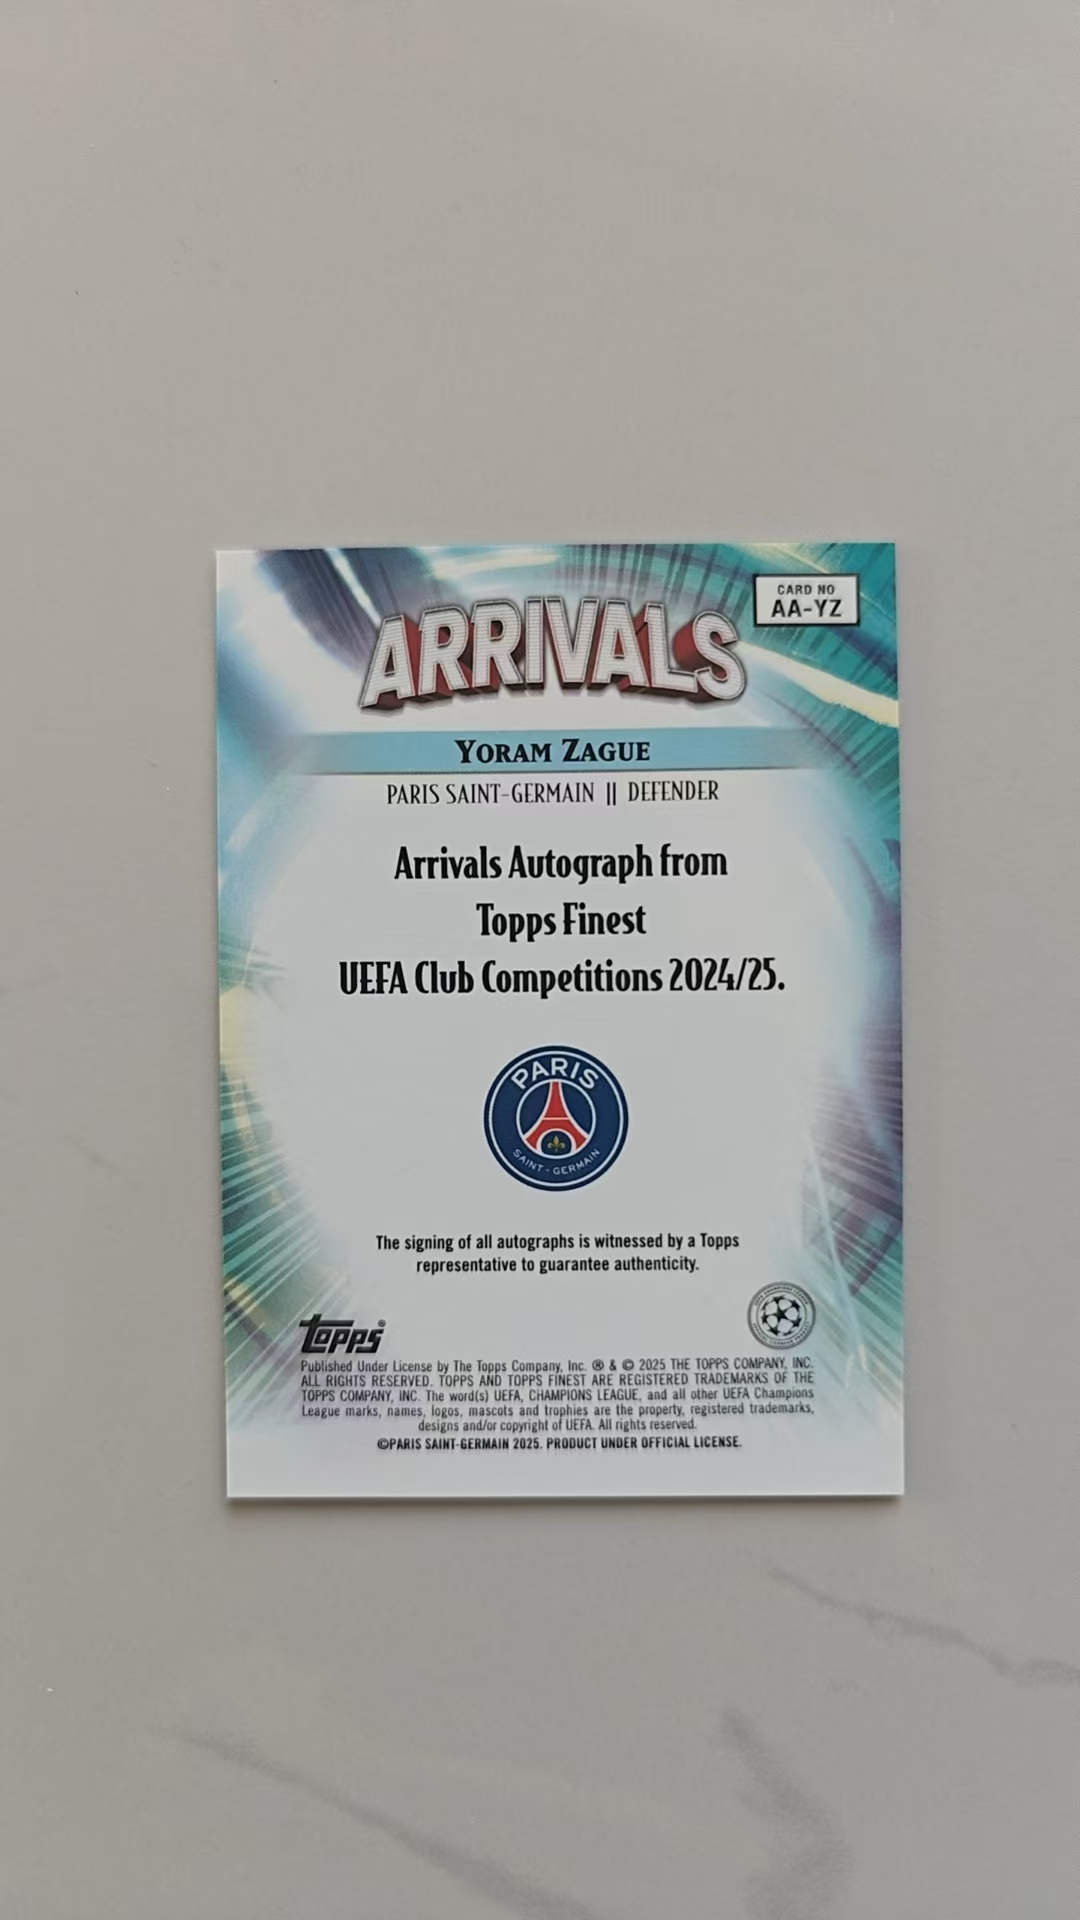 CARD NO
AA-YZ
ARRIVALS
YORAM ZAGUE
PARIS SAINT-GERMAIN || DEFENDER
Arrivals Autograph from
Topps Finest
UEFA Club Competitions 2024/25.
PARIS
SAINT-GERMAIN
The signing of all autographs is witnessed by a Topps
representative to guarantee authenticity.
Topps®
Published Under License by The Topps Company, Inc. ® & © 2025 THE TOPPS COMPANY, INC.
ALL RIGHTS RESERVED. TOPPS AND TOPPS FINEST ARE REGISTERED TRADEMARKS OF THE
TOPPS COMPANY, INC. The word(s) UEFA, CHAMPIONS LEAGUE, and all other UEFA Champions
League marks, names, logos, mascots and trophies are the property, registered trademarks,
designs and/or copyright of UEFA. All rights reserved.
©PARIS SAINT-GERMAIN 2025. PRODUCT UNDER OFFICIAL LICENSE.